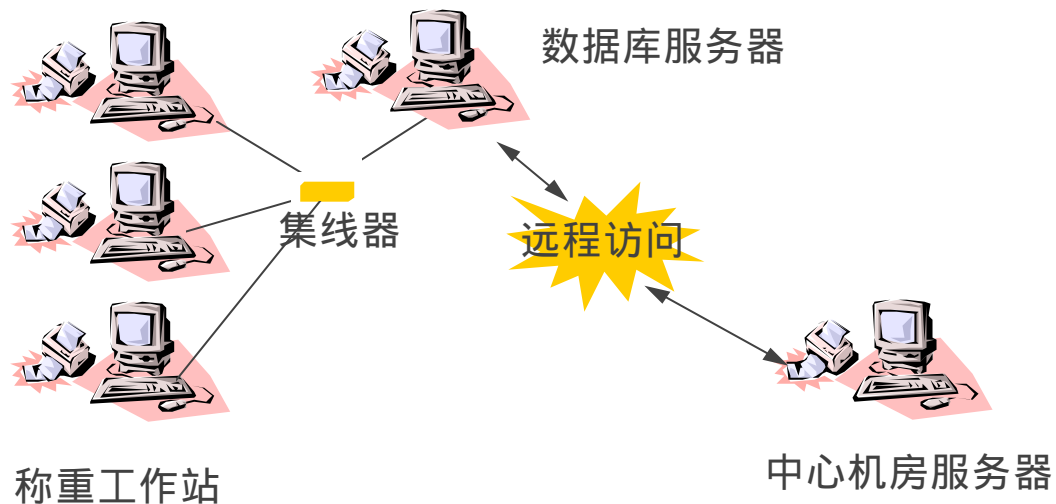 数据库服务器
集线器
远程访问
称重工作站
中心机房服务器